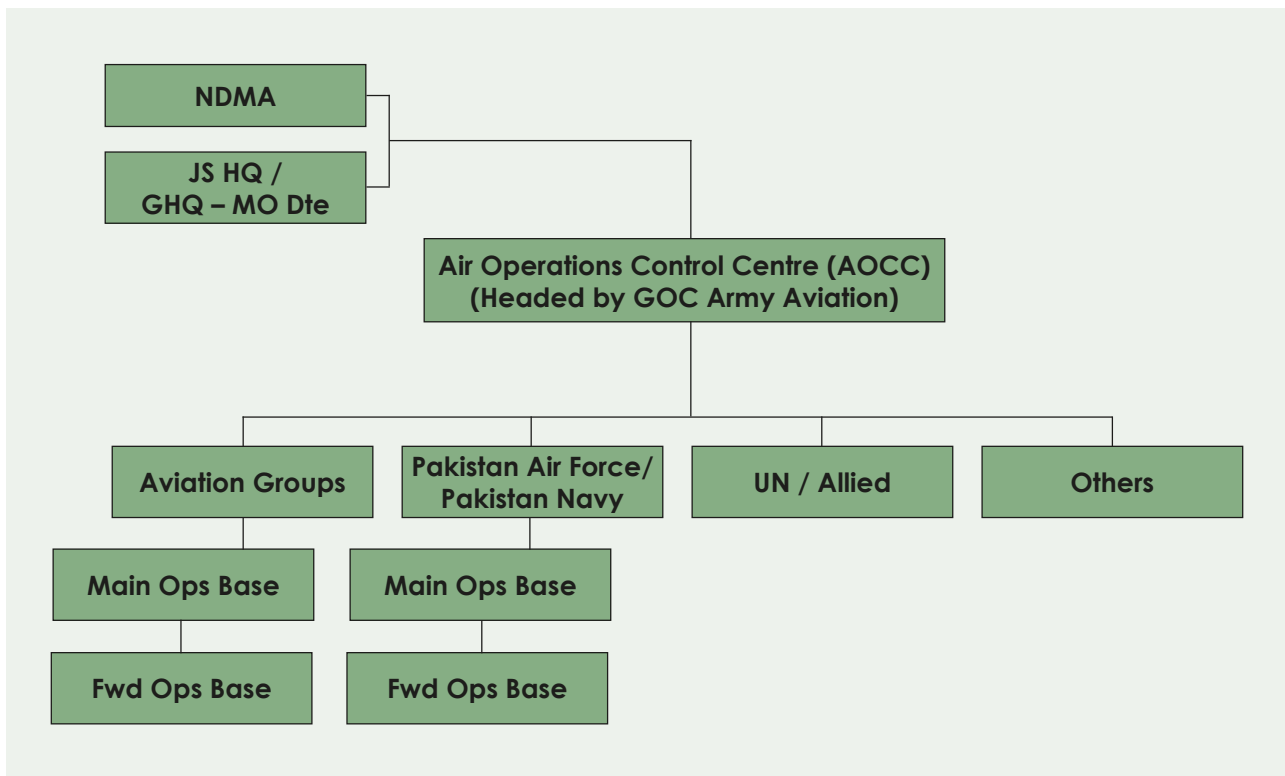 NDMA
JS HQ /
GHQ – MO Dte
Air Operations Control Centre (AOCC)
(Headed by GOC Army Aviation)
Aviation Groups
Pakistan Air Force/
Pakistan Navy
UN / Allied
Others
Main Ops Base
Main Ops Base
Fwd Ops Base
Fwd Ops Base